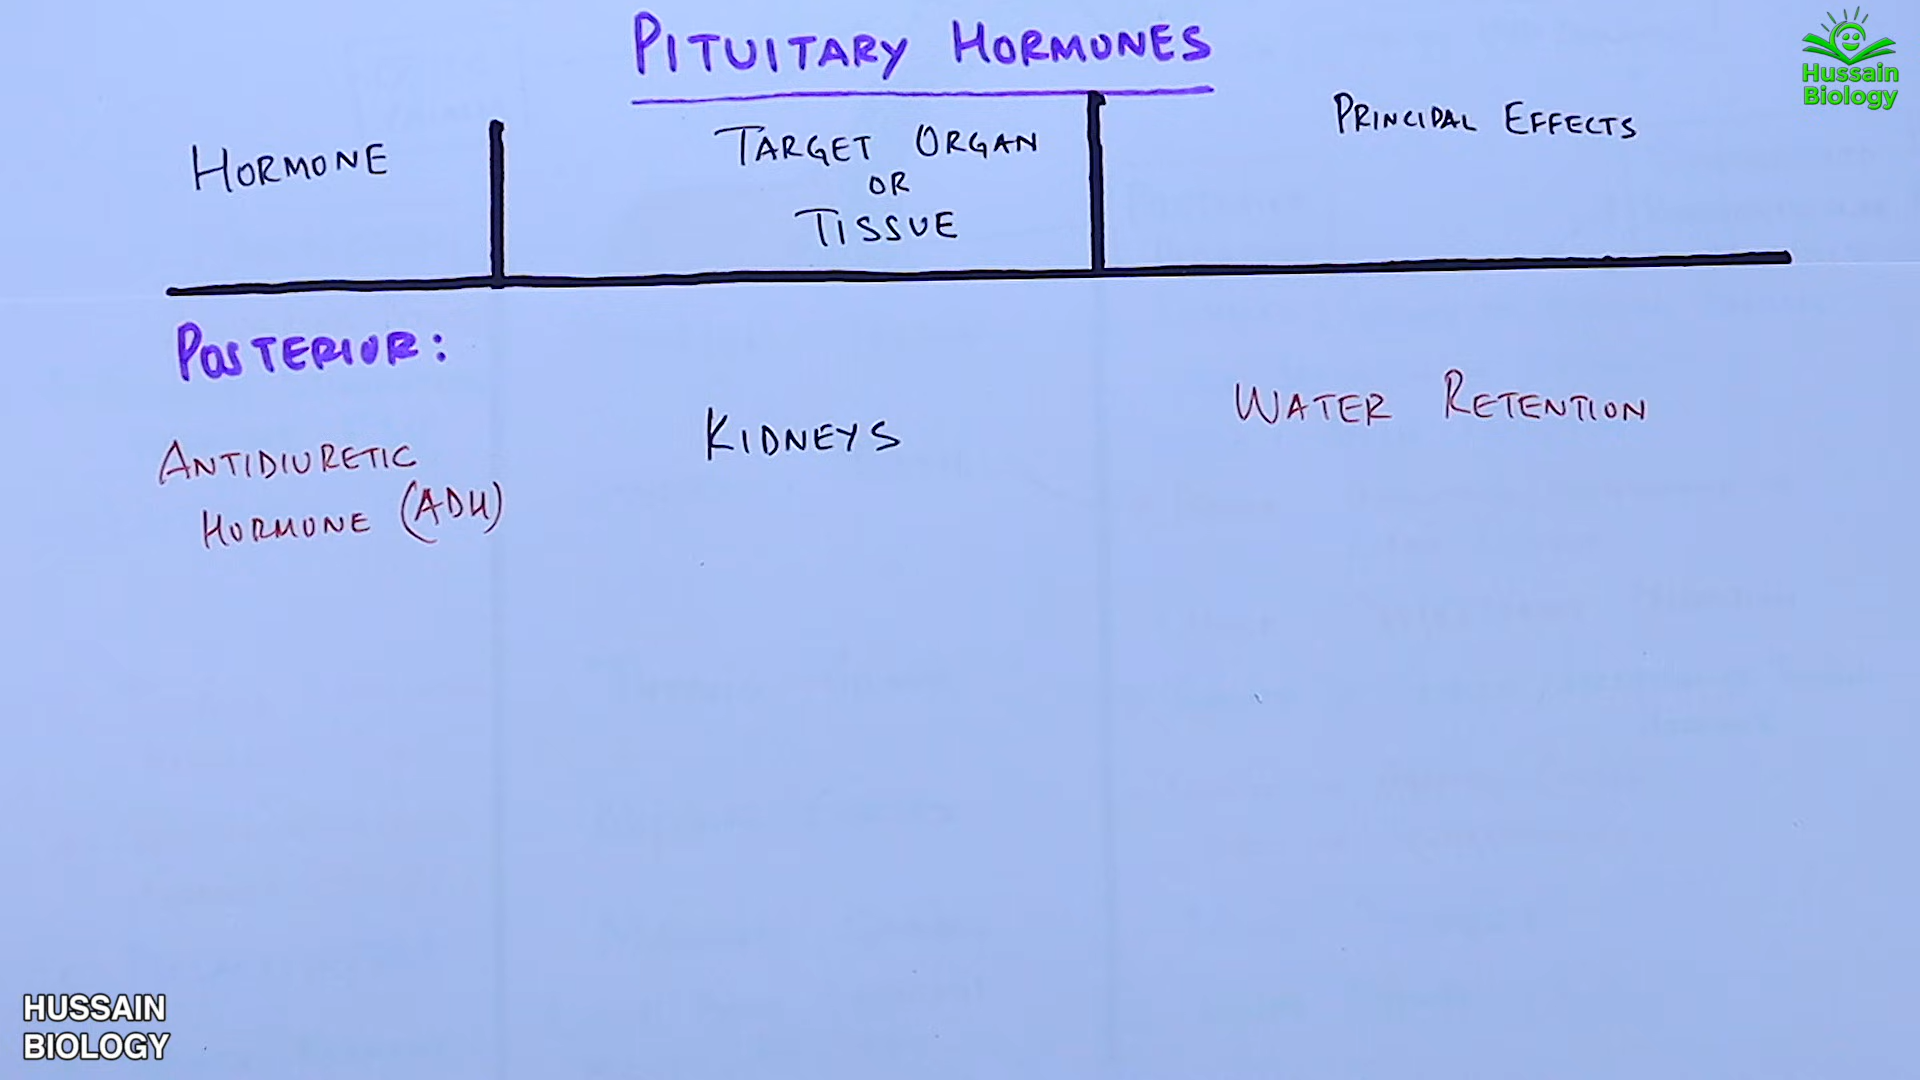 PITUITARY HORMONES
HORMONE
TARGET ORGAN
OR
TISSUE
PRINCIPAL EFFECTS
POSTERIOR:
ANTIDIURETIC
HORMONE (ADH)
KIDNEYS
WATER RETENTION
Hussain
Biology
HUSSAIN
BIOLOGY